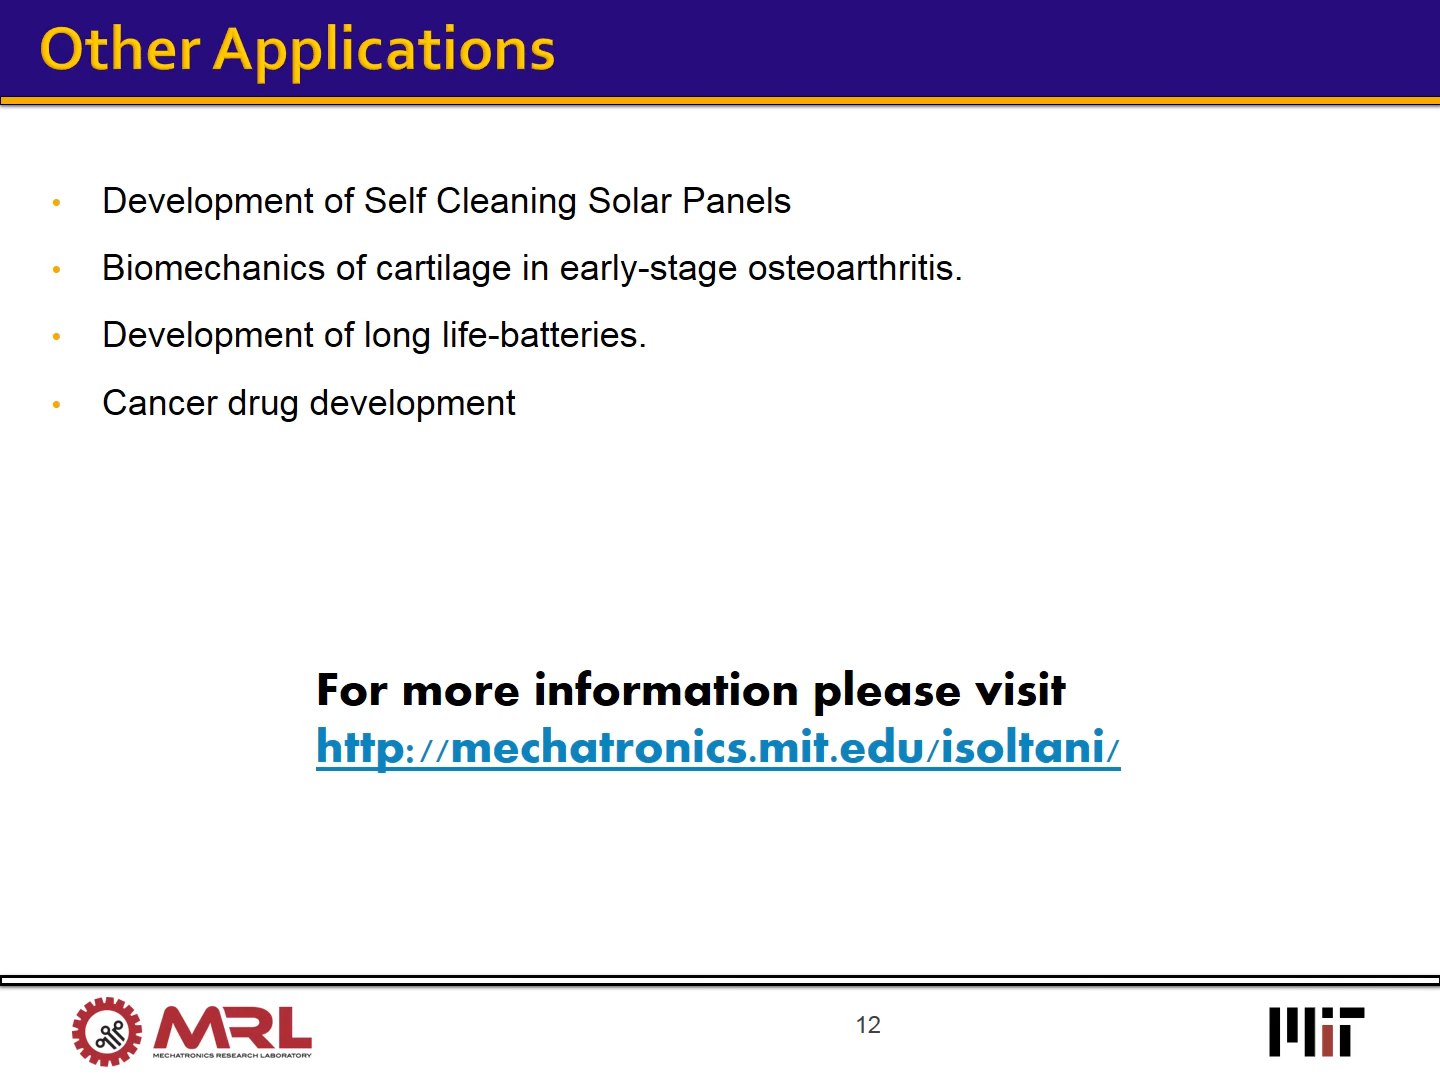 Other Applications
• Development of Self Cleaning Solar Panels
• Biomechanics of cartilage in early-stage osteoarthritis.
• Development of long life-batteries.
• Cancer drug development
For more information please visit
http://mechatronics.mit.edu/isoltani/
MRL
MECHATRONICS RESEARCH LABORATORY
12
MIT